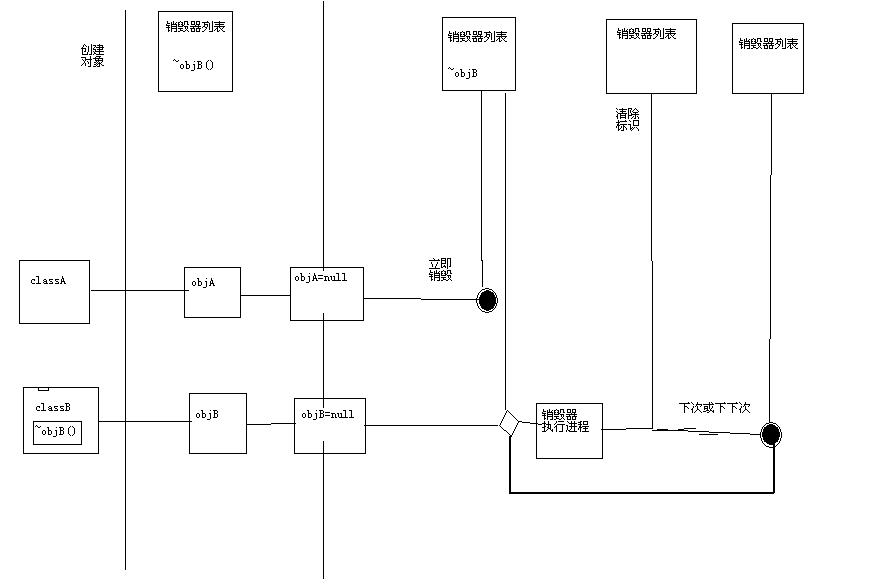 创建
对象
销毁器列表
~objB()
销毁器列表
~objB
销毁器列表
清除
标识
销毁器列表
classA
objA
objA=null
立即
销毁
classB
~objB()
objB
objB=null
销毁器
执行进程
下次或下下次